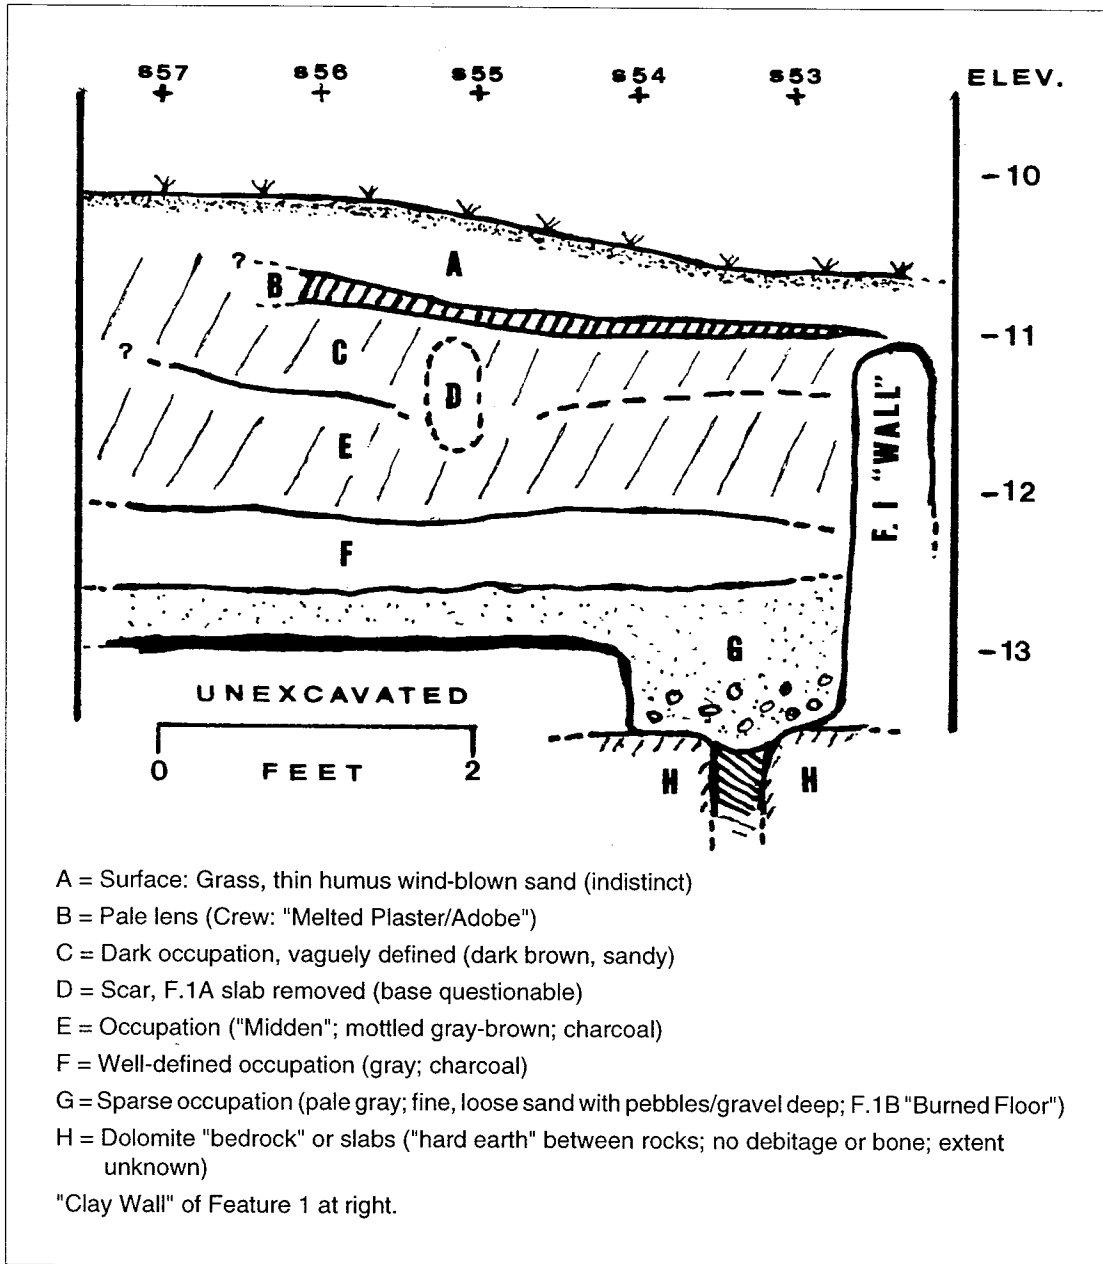 s57 s56 s55 s54 s53 ELEV.
-10
A
?
B
-11
C
?
D
F. 1 "WALL"
E
-12
F
G
-13
UNEXCAVATED
0 FEET 2
H H
A = Surface: Grass, thin humus wind-blown sand (indistinct)
B = Pale lens (Crew: "Melted Plaster/Adobe")
C = Dark occupation, vaguely defined (dark brown, sandy)
D = Scar, F.1A slab removed (base questionable)
E = Occupation ("Midden"; mottled gray-brown; charcoal)
F = Well-defined occupation (gray; charcoal)
G = Sparse occupation (pale gray; fine, loose sand with pebbles/gravel deep; F.1B "Burned Floor")
H = Dolomite "bedrock" or slabs ("hard earth" between rocks; no debitage or bone; extent
unknown)
"Clay Wall" of Feature 1 at right.